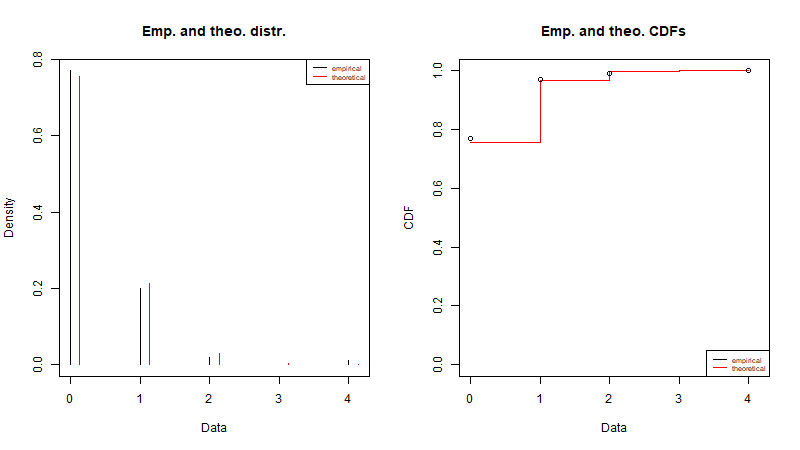 Emp. and theo. distr.
empirical
theoretical
0.8
0.6
0.4
0.2
0.0
Density
0 1 2 3 4
Data
Emp. and theo. CDFs
1.0
0.8
0.6
0.4
0.2
0.0
CDF
empirical
theoretical
0 1 2 3 4
Data